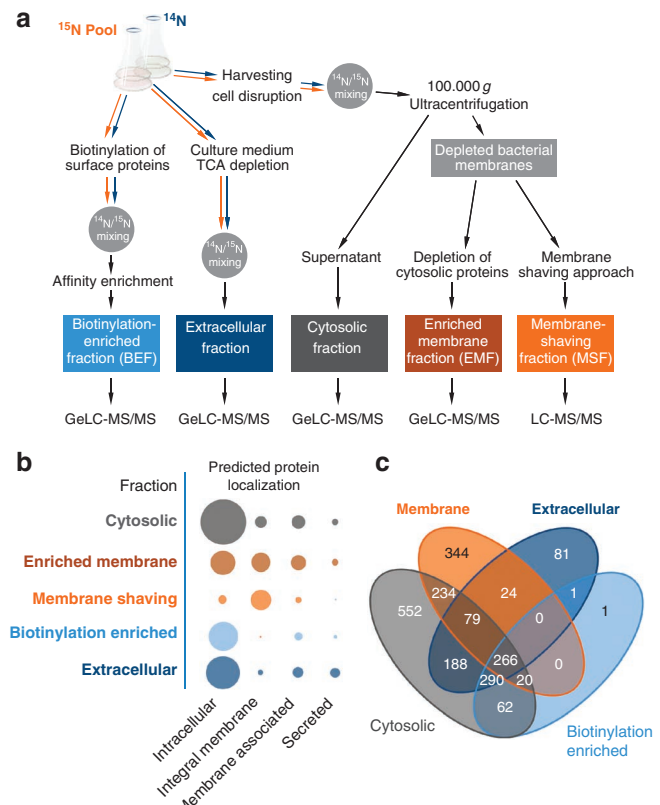 a
15N Pool
14N
Harvesting
cell disruption
14N/15N
mixing
100.000 g
Ultracentrifugation
Biotinylation of
surface proteins
Culture medium
TCA depletion
Depleted bacterial
membranes
14N/15N
mixing
14N/15N
mixing
Affinity enrichment
Supernatant
Depletion of
cytosolic proteins
Membrane
shaving approach
Biotinylation-
enriched
fraction (BEF)
Extracellular
fraction
Cytosolic
fraction
Enriched
membrane
fraction (EMF)
Membrane-
shaving
fraction (MSF)
GeLC-MS/MS
GeLC-MS/MS
GeLC-MS/MS
GeLC-MS/MS
LC-MS/MS
b
Fraction
Predicted protein
localization
Cytosolic
Enriched membrane
Membrane shaving
Biotinylation enriched
Extracellular
Intracellular
Integral membrane
Membrane associated
Secreted
c
Membrane
Extracellular
344
81
552
234
24
1
1
79
0
188
266
0
290
20
62
Cytosolic
Biotinylation
enriched